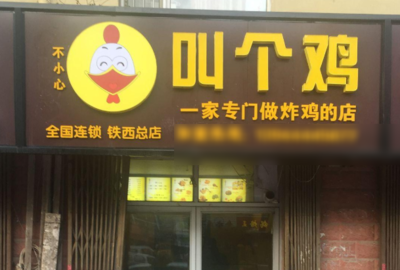 不小心
叫个鸡
一家专门做炸鸡的店
全国连锁 铁西总店